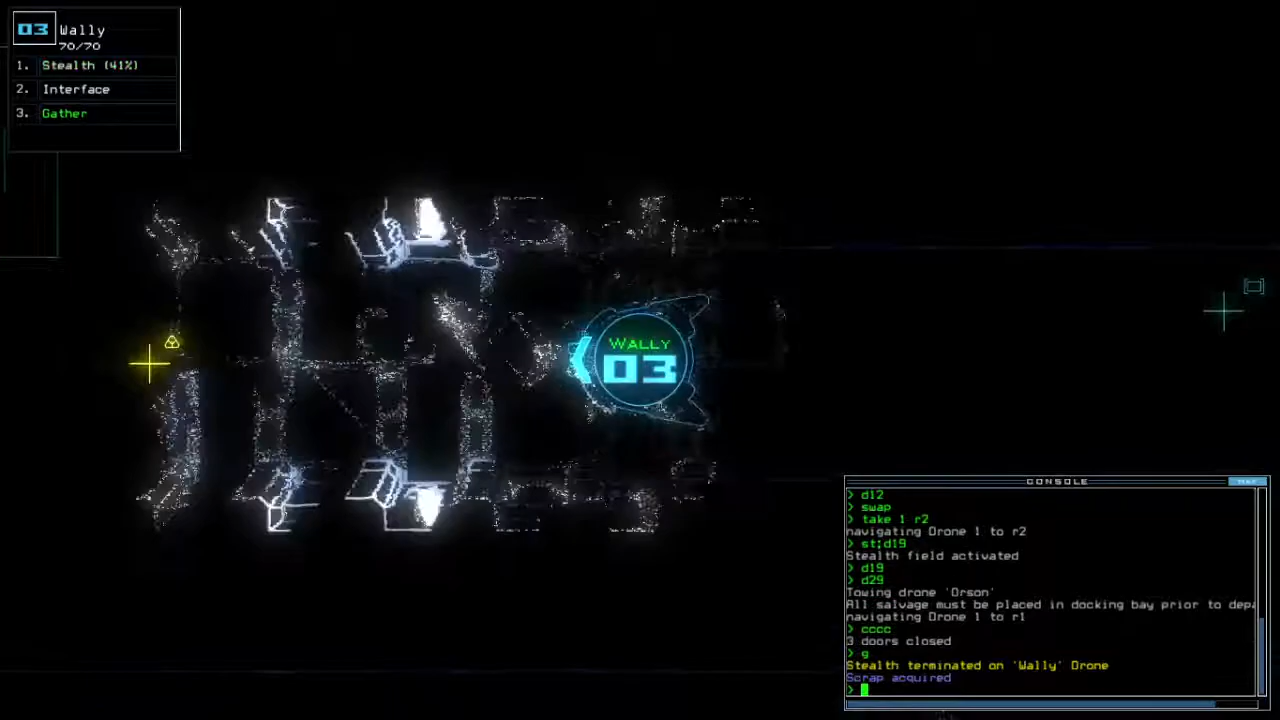 03 Wally
70/70
1. Stealth (41%)
2. Interface
3. Gather
WALLY
03
CONSOLE
> d12
> swap
> take 1 r2
navigating Drone 1 to r2
> st;d19
Stealth field activated
> d19
> d29
Towing drone 'Orson'
All salvage must be placed in docking bay prior to depa
navigating Drone 1 to r1
> cccc
3 doors closed
> g
Stealth terminated on 'Wally' Drone
Scrap acquired
>